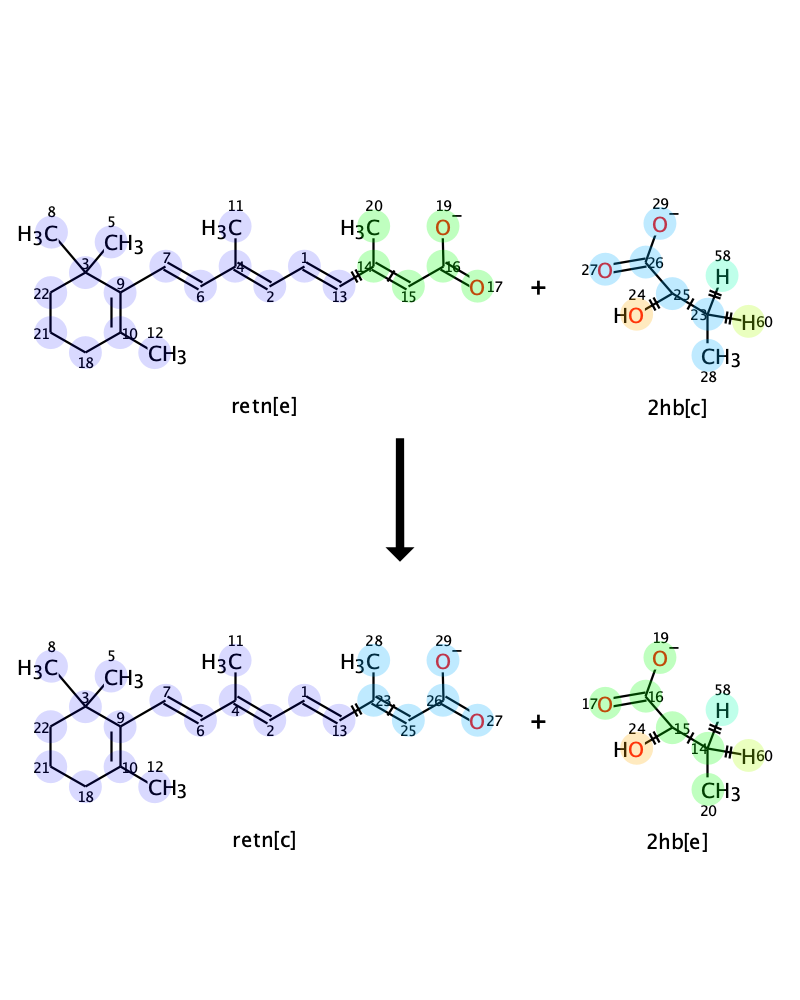 8
5
H₃C
CH₃
3
7
9
22
21
18
10
12
CH₃
6
11
H₃C
4
2
1
13
20
H₃C
14
15
19
O−
16
O 17
+
29
O−
27 O
26
24
HO
25
58
H
23
H 60
CH₃
28
retn[e]
2hb[c]
8
5
H₃C
CH₃
3
7
9
22
21
18
10
12
CH₃
6
11
H₃C
4
2
1
13
28
H₃C
23
25
29
O−
26
O 27
+
19
O−
17 O
16
24
HO
15
58
H
14
H 60
CH₃
20
retn[c]
2hb[e]